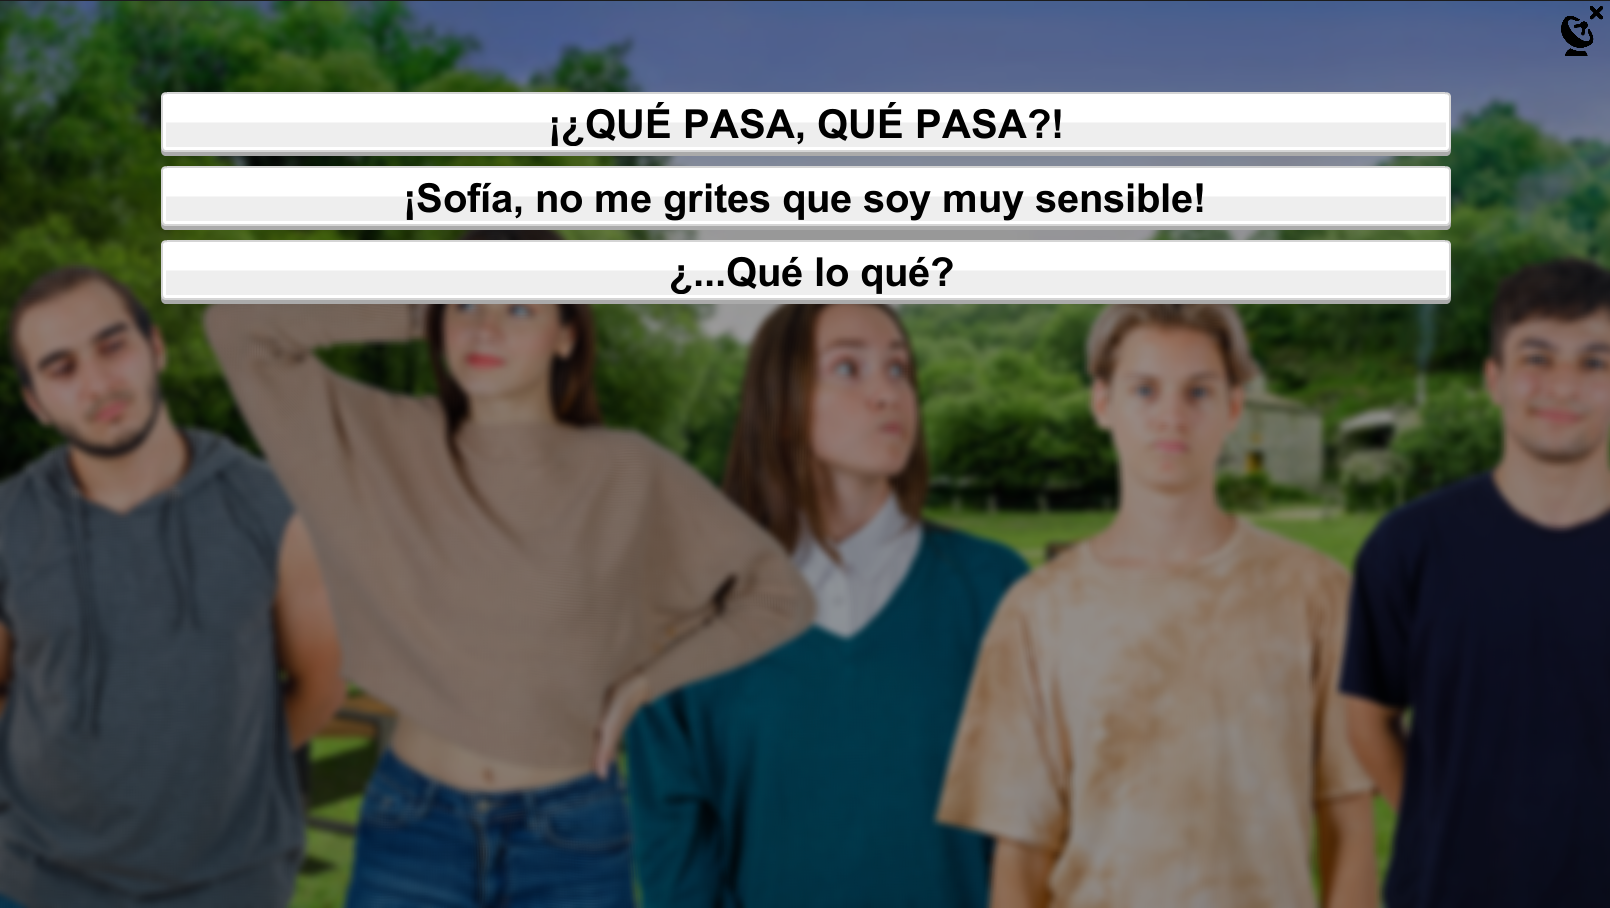 ¡¿QUÉ PASA, QUÉ PASA?!
¡Sofía, no me grites que soy muy sensible!
¿...Qué lo qué?